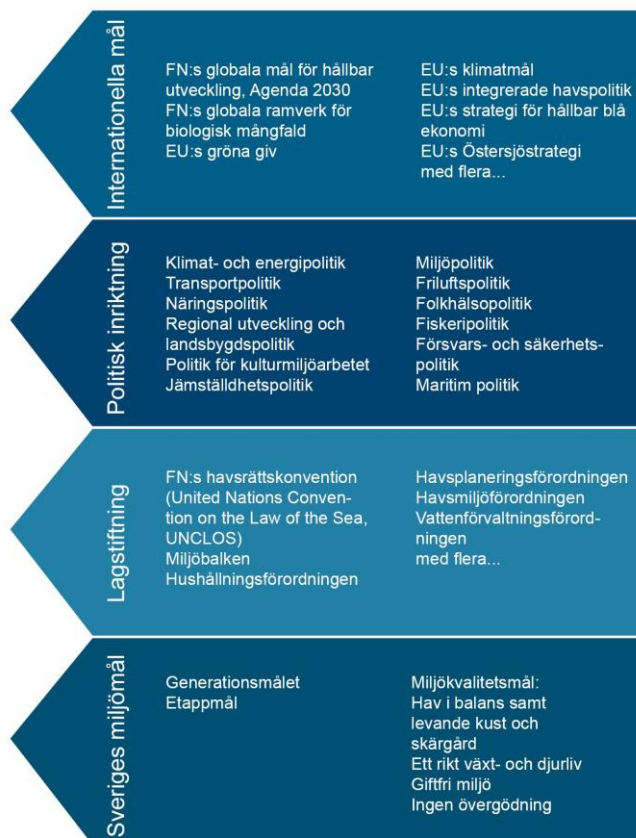 Internationella mål
FN:s globala mål för hållbar
utveckling, Agenda 2030
FN:s globala ramverk för
biologisk mångfald
EU:s gröna giv
EU:s klimatmål
EU:s integrerade havspolitik
EU:s strategi för hållbar blå
ekonomi
EU:s Östersjöstrategi
med flera...
Politisk inriktning
Klimat- och energipolitik
Transportpolitik
Näringspolitik
Regional utveckling och
landsbygdspolitik
Politik för kulturmiljöarbetet
Jämställdhetspolitik
Miljöpolitik
Friluftspolitik
Folkhälsopolitik
Fiskeripolitik
Försvars- och säkerhets-
politik
Maritim politik
Lagstiftning
FN:s havsrättskonvention
(United Nations Conven-
tion on the Law of the Sea,
UNCLOS)
Miljöbalken
Hushållningsförordningen
Havsplaneringsförordningen
Havsmiljöförordningen
Vattenförvaltningsförord-
ningen
med flera...
Sveriges miljömål
Generationsmålet
Etappmål
Miljökvalitetsmål:
Hav i balans samt
levande kust och
skärgård
Ett rikt växt- och djurliv
Giftfri miljö
Ingen övergödning